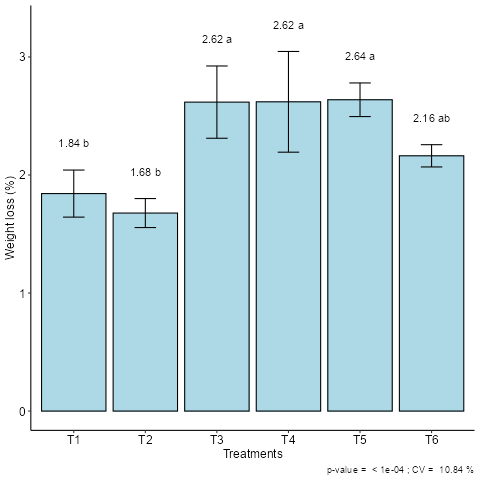 2.62 a
2.62 a
2.64 a
2.16 ab
1.84 b
1.68 b
3
2
1
0
Weight loss (%)
T1 T2 T3 T4 T5 T6
Treatments
p-value = < 1e-04 ; CV = 10.84 %